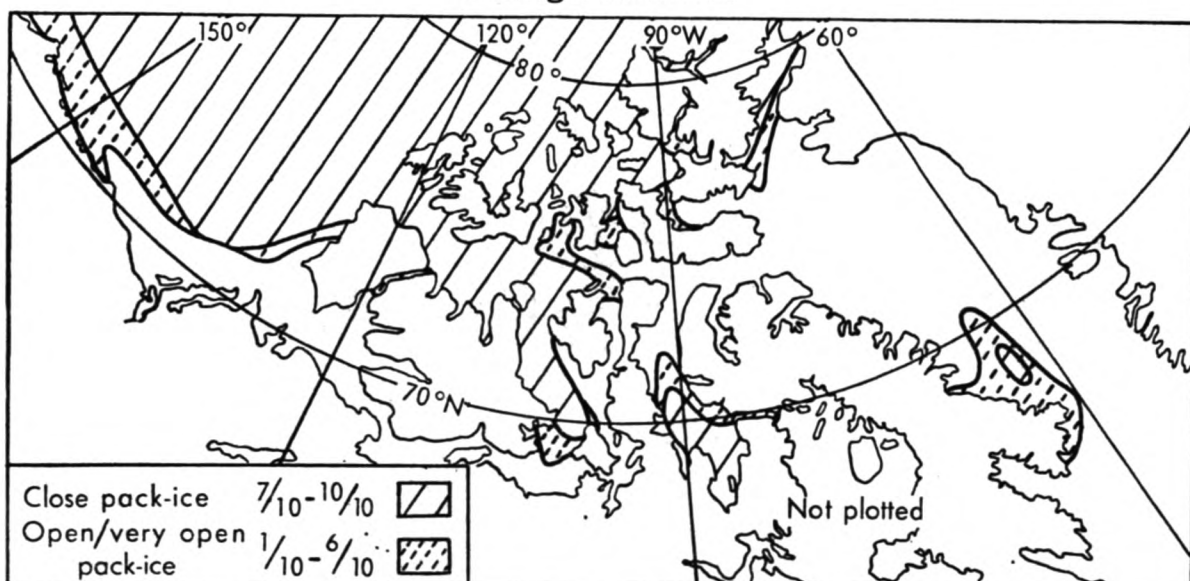 150° 120° 90°W 60°
80°
70°N
Not plotted
Close pack-ice 7/10-10/10
Open/very open
pack-ice 1/10-6/10